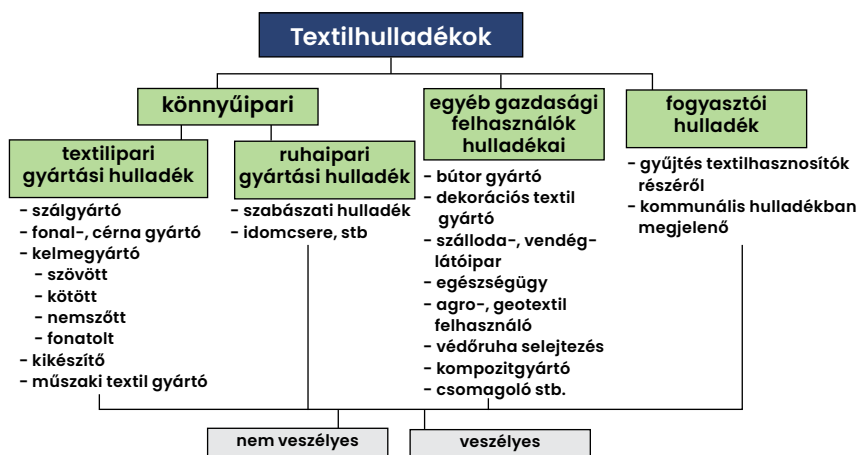 Textilhulladékok
könnyűipari
textilipari
gyártási hulladék
- szálgyártó
- fonal-, cérna gyártó
- kelmegyártó
- szövött
- kötött
- nemszőtt
- fonatolt
- kikészítő
- műszaki textil gyártó
ruhaipari
gyártási hulladék
- szabászati hulladék
- idomcsere, stb
egyéb gazdasági
felhasználók
hulladékai
- bútor gyártó
- dekorációs textil
gyártó
- szálloda-, vendég-
látóipar
- egészségügy
- agro-, geotextil
felhasználó
- védőruha selejtezés
- kompozitgyártó
- csomagoló stb.
fogyasztói
hulladék
- gyűjtés textilhasznosítók
részéről
- kommunális hulladékban
megjelenő
nem veszélyes
veszélyes